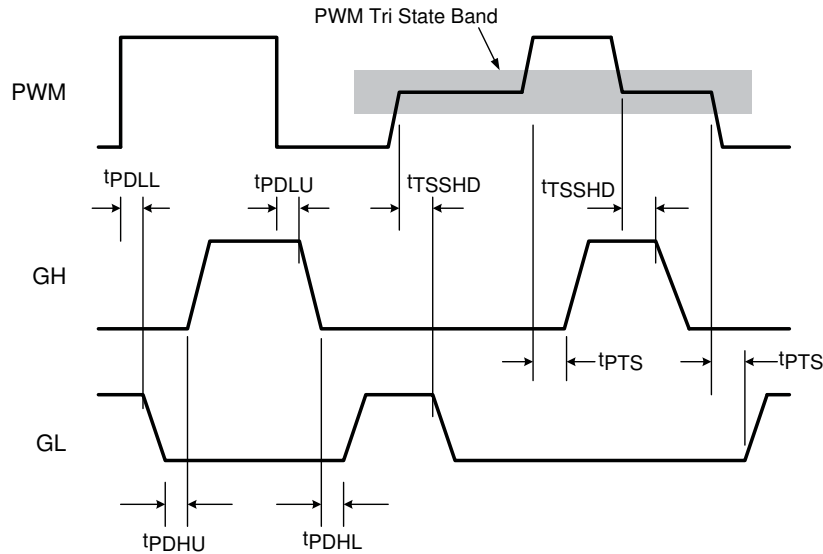 PWM Tri State Band
PWM
tPDLL
tPDLU
tTSSHD
tTSSHD
GH
tPTS
tPTS
GL
tPDHU
tPDHL